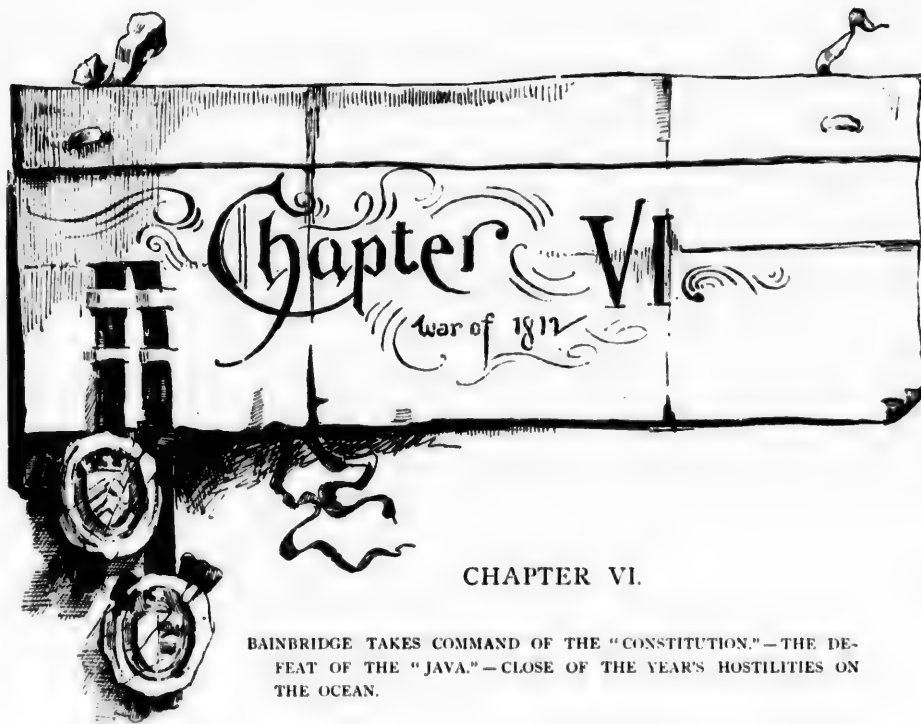 Chapter VI
war of 1812
CHAPTER VI.
BAINBRIDGE TAKES COMMAND OF THE "CONSTITUTION."—THE DE-
FEAT OF THE "JAVA."—CLOSE OF THE YEAR'S HOSTILITIES ON
THE OCEAN.